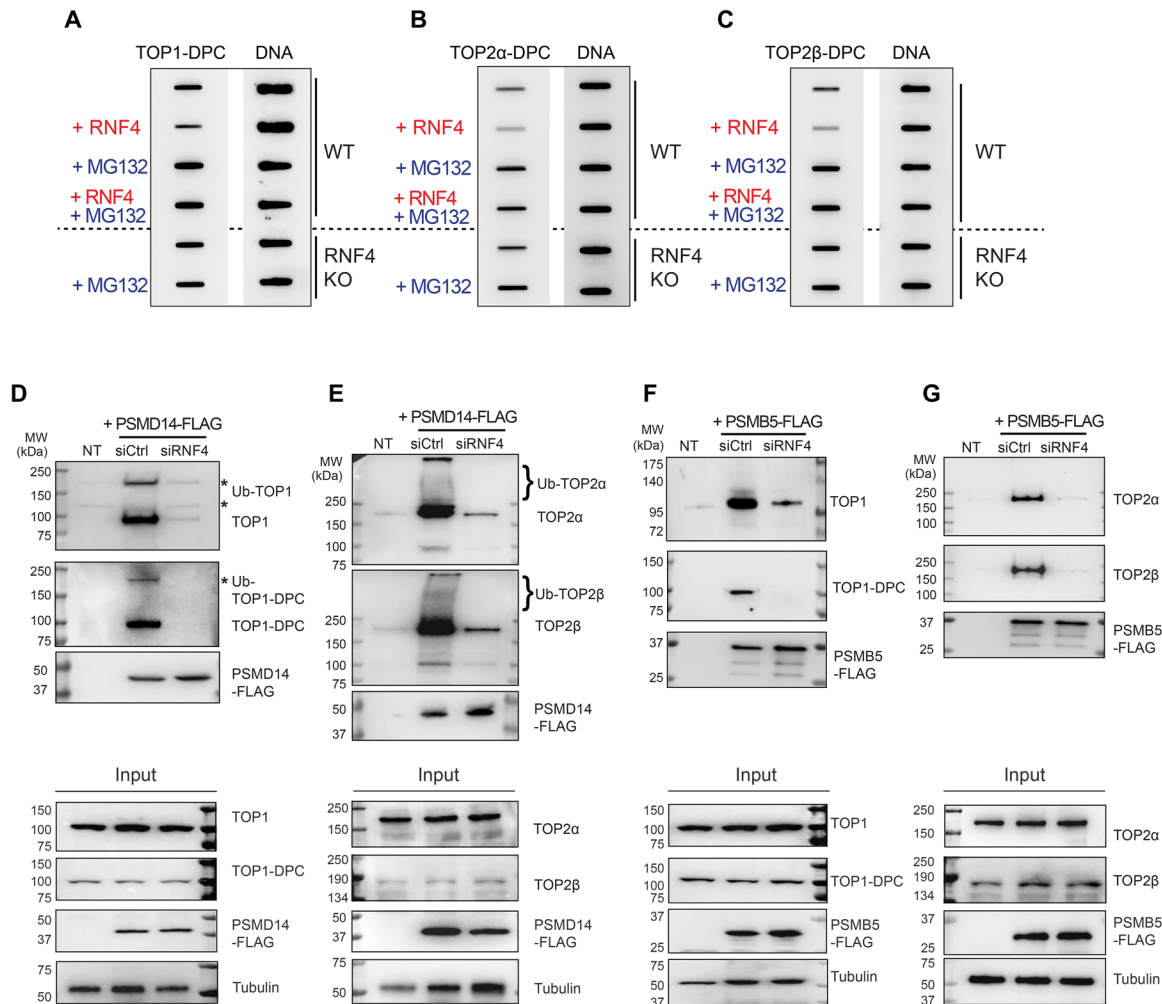 A
TOP1-DPC DNA
+ RNF4
+ MG132
+ RNF4
+ MG132
+ MG132
WT
RNF4
KO
B
TOP2α-DPC DNA
+ RNF4
+ MG132
+ RNF4
+ MG132
+ MG132
WT
RNF4
KO
C
TOP2β-DPC DNA
+ RNF4
+ MG132
+ RNF4
+ MG132
+ MG132
WT
RNF4
KO
D
+ PSMD14-FLAG
MW
(kDa)
NT siCtrl siRNF4
250
150
100
75
* Ub-TOP1
*
TOP1
250
150
100
75
* Ub-
TOP1-DPC
TOP1-DPC
50
37
PSMD14
-FLAG
Input
150
100
75
TOP1
150
100
75
TOP1-DPC
50
37
PSMD14
-FLAG
75
50
Tubulin
E
+ PSMD14-FLAG
NT siCtrl siRNF4
MW
(kDa)
250
150
100
75
} Ub-TOP2α
TOP2α
250
150
100
75
} Ub-TOP2β
TOP2β
50
37
PSMD14
-FLAG
Input
250
150
TOP2α
250
190
134
TOP2β
50
37
PSMD14
-FLAG
75
50
Tubulin
F
+ PSMB5-FLAG
MW
(kDa)
NT siCtrl siRNF4
175
140
95
72
TOP1
150
100
75
TOP1-DPC
37
25
PSMB5
-FLAG
Input
150
100
75
TOP1
150
100
75
TOP1-DPC
37
25
PSMB5
-FLAG
75
50
37
Tubulin
G
+ PSMB5-FLAG
MW
(kDa)
NT siCtrl siRNF4
250
150
100
TOP2α
250
150
100
TOP2β
37
25
PSMB5
-FLAG
Input
250
150
TOP2α
250
190
134
TOP2β
37
25
PSMB5
-FLAG
75
50
37
Tubulin